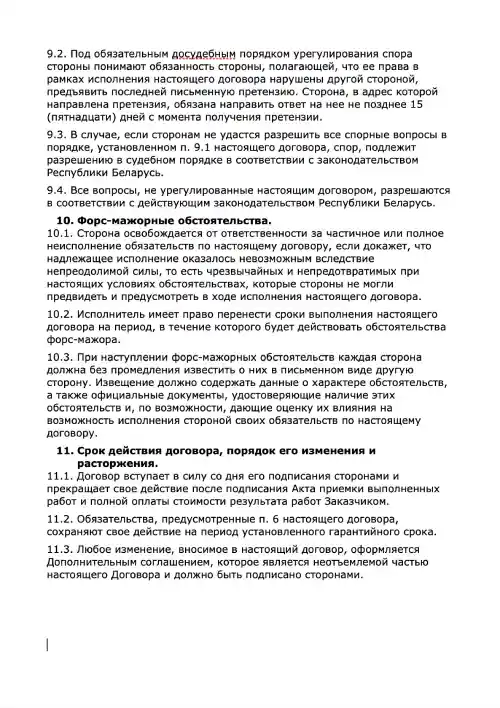 9.2. Под обязательным досудебным порядком урегулирования спора
стороны понимают обязанность стороны, полагающей, что ее права в
рамках исполнения настоящего договора нарушены другой стороной,
предъявить последней письменную претензию. Сторона, в адрес которой
направлена претензия, обязана направить ответ на нее не позднее 15
(пятнадцати) дней с момента получения претензии.
9.3. В случае, если сторонам не удастся разрешить все спорные вопросы в
порядке, установленном п. 9.1 настоящего договора, спор, подлежит
разрешению в судебном порядке в соответствии с законодательством
Республики Беларусь.
9.4. Все вопросы, не урегулированные настоящим договором, разрешаются
в соответствии с действующим законодательством Республики Беларусь.
10. Форс-мажорные обстоятельства.
10.1. Сторона освобождается от ответственности за частичное или полное
неисполнение обязательств по настоящему договору, если докажет, что
надлежащее исполнение оказалось невозможным вследствие
непреодолимой силы, то есть чрезвычайных и непредотвратимых при
настоящих условиях обстоятельствах, которые стороны не могли
предвидеть и предусмотреть в ходе исполнения настоящего договора.
10.2. Исполнитель имеет право перенести сроки выполнения настоящего
договора на период, в течение которого будет действовать обстоятельства
форс-мажора.
10.3. При наступлении форс-мажорных обстоятельств каждая сторона
должна без промедления известить о них в письменном виде другую
сторону. Извещение должно содержать данные о характере обстоятельств,
а также официальные документы, удостоверяющие наличие этих
обстоятельств и, по возможности, дающие оценку их влияния на
возможность исполнения стороной своих обязательств по настоящему
договору.
11. Срок действия договора, порядок его изменения и
расторжения.
11.1. Договор вступает в силу со дня его подписания сторонами и
прекращает свое действие после подписания Акта приемки выполненных
работ и полной оплаты стоимости результата работ Заказчиком.
11.2. Обязательства, предусмотренные п. 6 настоящего договора,
сохраняют свое действие на период установленного гарантийного срока.
11.3. Любое изменение, вносимое в настоящий договор, оформляется
Дополнительным соглашением, которое является неотъемлемой частью
настоящего Договора и должно быть подписано сторонами.